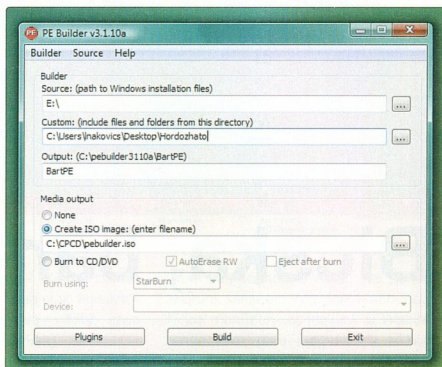 PE PE Builder v3.1.10a
Builder Source Help
Builder
Source: (path to Windows installation files)
E:\
...
Custom: (include files and folders from this directory)
C:\Users\Inakovics\Desktop\Hordozhato
...
Output: (C:\pebuilder3110a\BartPE)
BartPE
Media output
None
Create ISO image: (enter filename)
C:\CPCD\pebuilder.iso
...
Burn to CD/DVD AutoErase RW Eject after burn
Burn using: StarBurn
Device:
Plugins Build Exit